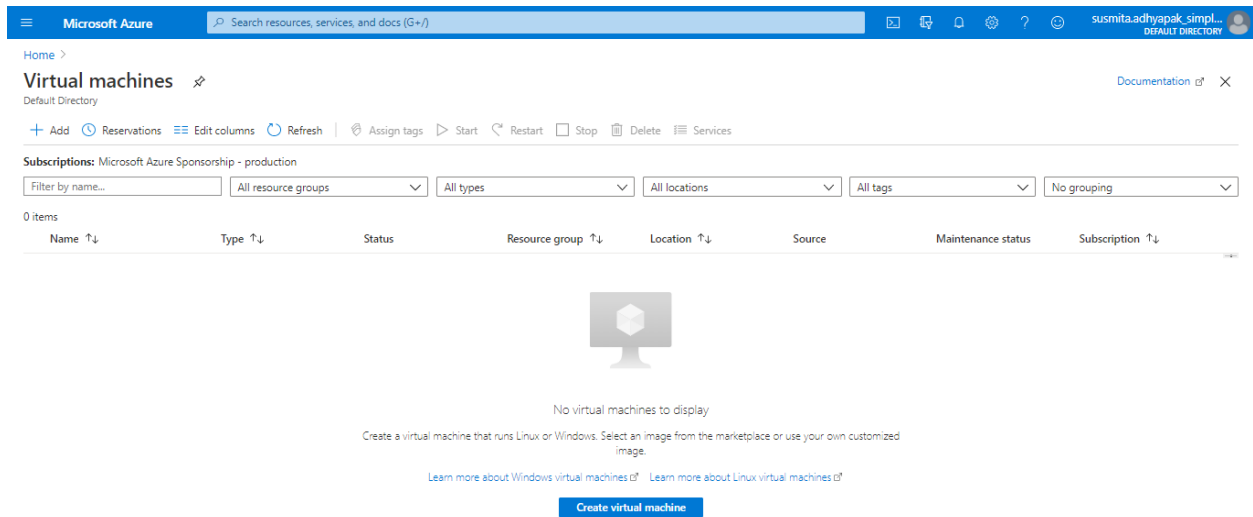 Microsoft Azure Search resources, services, and docs (G+/) susmita.adhyapak_simpl...
DEFAULT DIRECTORY
Home >
Virtual machines
Default Directory
Documentation
Add Reservations Edit columns Refresh Assign tags Start Restart Stop Delete Services
Subscriptions: Microsoft Azure Sponsorship - production
Filter by name... All resource groups All types All locations All tags No grouping
0 items
Name ↑↓ Type ↑↓ Status Resource group ↑↓ Location ↑↓ Source Maintenance status Subscription ↑↓
No virtual machines to display
Create a virtual machine that runs Linux or Windows. Select an image from the marketplace or use your own customized
image.
Learn more about Windows virtual machines Learn more about Linux virtual machines
Create virtual machine